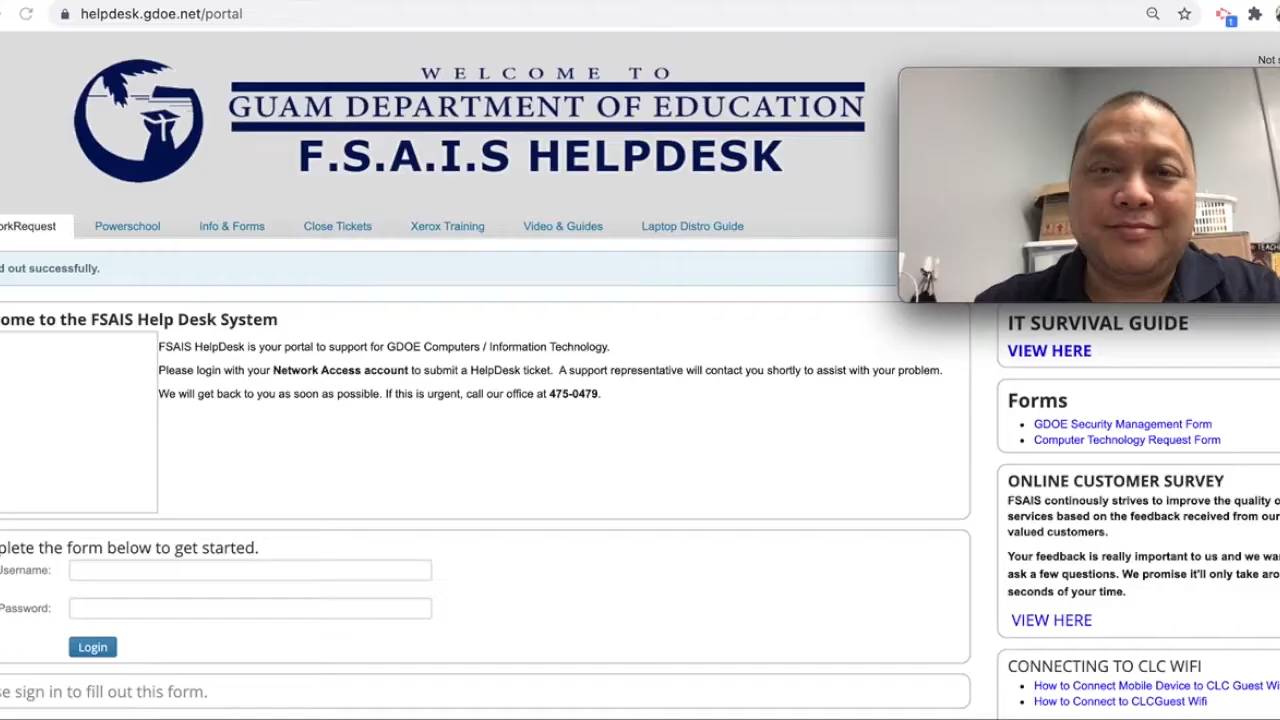 helpdesk.gdoe.net/portal
1
Not s
WELCOME TO
GUAM DEPARTMENT OF EDUCATION
F.S.A.I.S HELPDESK
orkRequest
Powerschool
Info & Forms
Close Tickets
Xerox Training
Video & Guides
Laptop Distro Guide
d out successfully.
ome to the FSAIS Help Desk System
FSAIS HelpDesk is your portal to support for GDOE Computers / Information Technology.
Please login with your Network Access account to submit a HelpDesk ticket. A support representative will contact you shortly to assist with your problem.
We will get back to you as soon as possible. If this is urgent, call our office at 475-0479.
plete the form below to get started.
Username:
Password:
Login
se sign in to fill out this form.
TEACH
IT SURVIVAL GUIDE
VIEW HERE
Forms
GDOE Security Management Form
Computer Technology Request Form
ONLINE CUSTOMER SURVEY
FSAIS continously strives to improve the quality o
services based on the feedback received from our
valued customers.
Your feedback is really important to us and we wa
ask a few questions. We promise it'll only take aro
seconds of your time.
VIEW HERE
CONNECTING TO CLC WIFI
How to Connect Mobile Device to CLC Guest Wi
How to Connect to CLCGuest Wifi